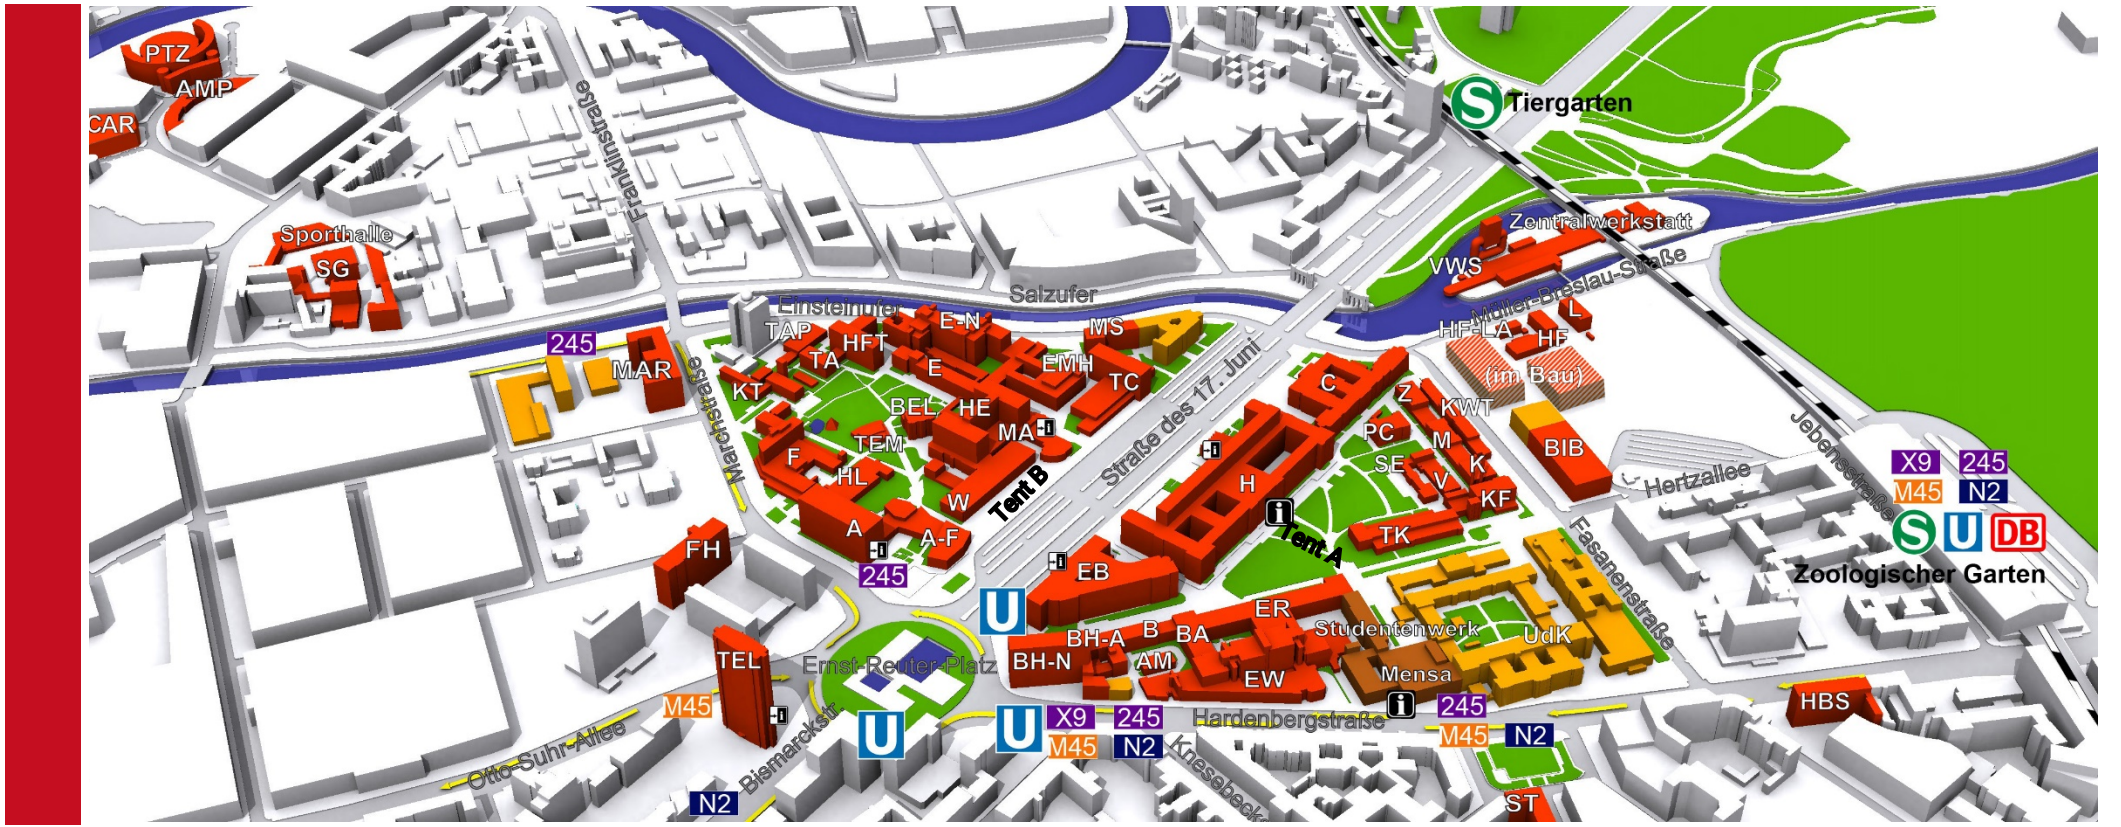 PTZ
AMP
CAR
Franklinstraße
S Tiergarten
Sporthalle
SG
Zentralwerkstatt
VWS
Müller-Breslau-Straße
Salzufer
Einsteinufer
245
MAR
TAP
TA
HFT
E-N
E
EMH
MS
TC
KT
BEL
HE
MA
TEM
F
HL
W
A
A-F
245
Marchstraße
Tent B
Straße des 17. Juni
C
H
Z
KWT
PC
M
SE
V
K
KF
TK
HF-LA
HF
L
(im Bau)
BIB
Hertzallee
Jebensstraße
X9 245
M45 N2
S U DB
Zoologischer Garten
Fasanenstraße
i
Tent A
FH
EB
U
ER
B
BA
BH-A
BH-N
AM
EW
Studentenwerk
Mensa
UdK
TEL
M45
Ernst-Reuter-Platz
U
U
X9 245
M45 N2
Hardenbergstraße
i
245
M45 N2
HBS
Otto-Suhr-Allee
Bismarckstr.
Knesebeck
N2
ST